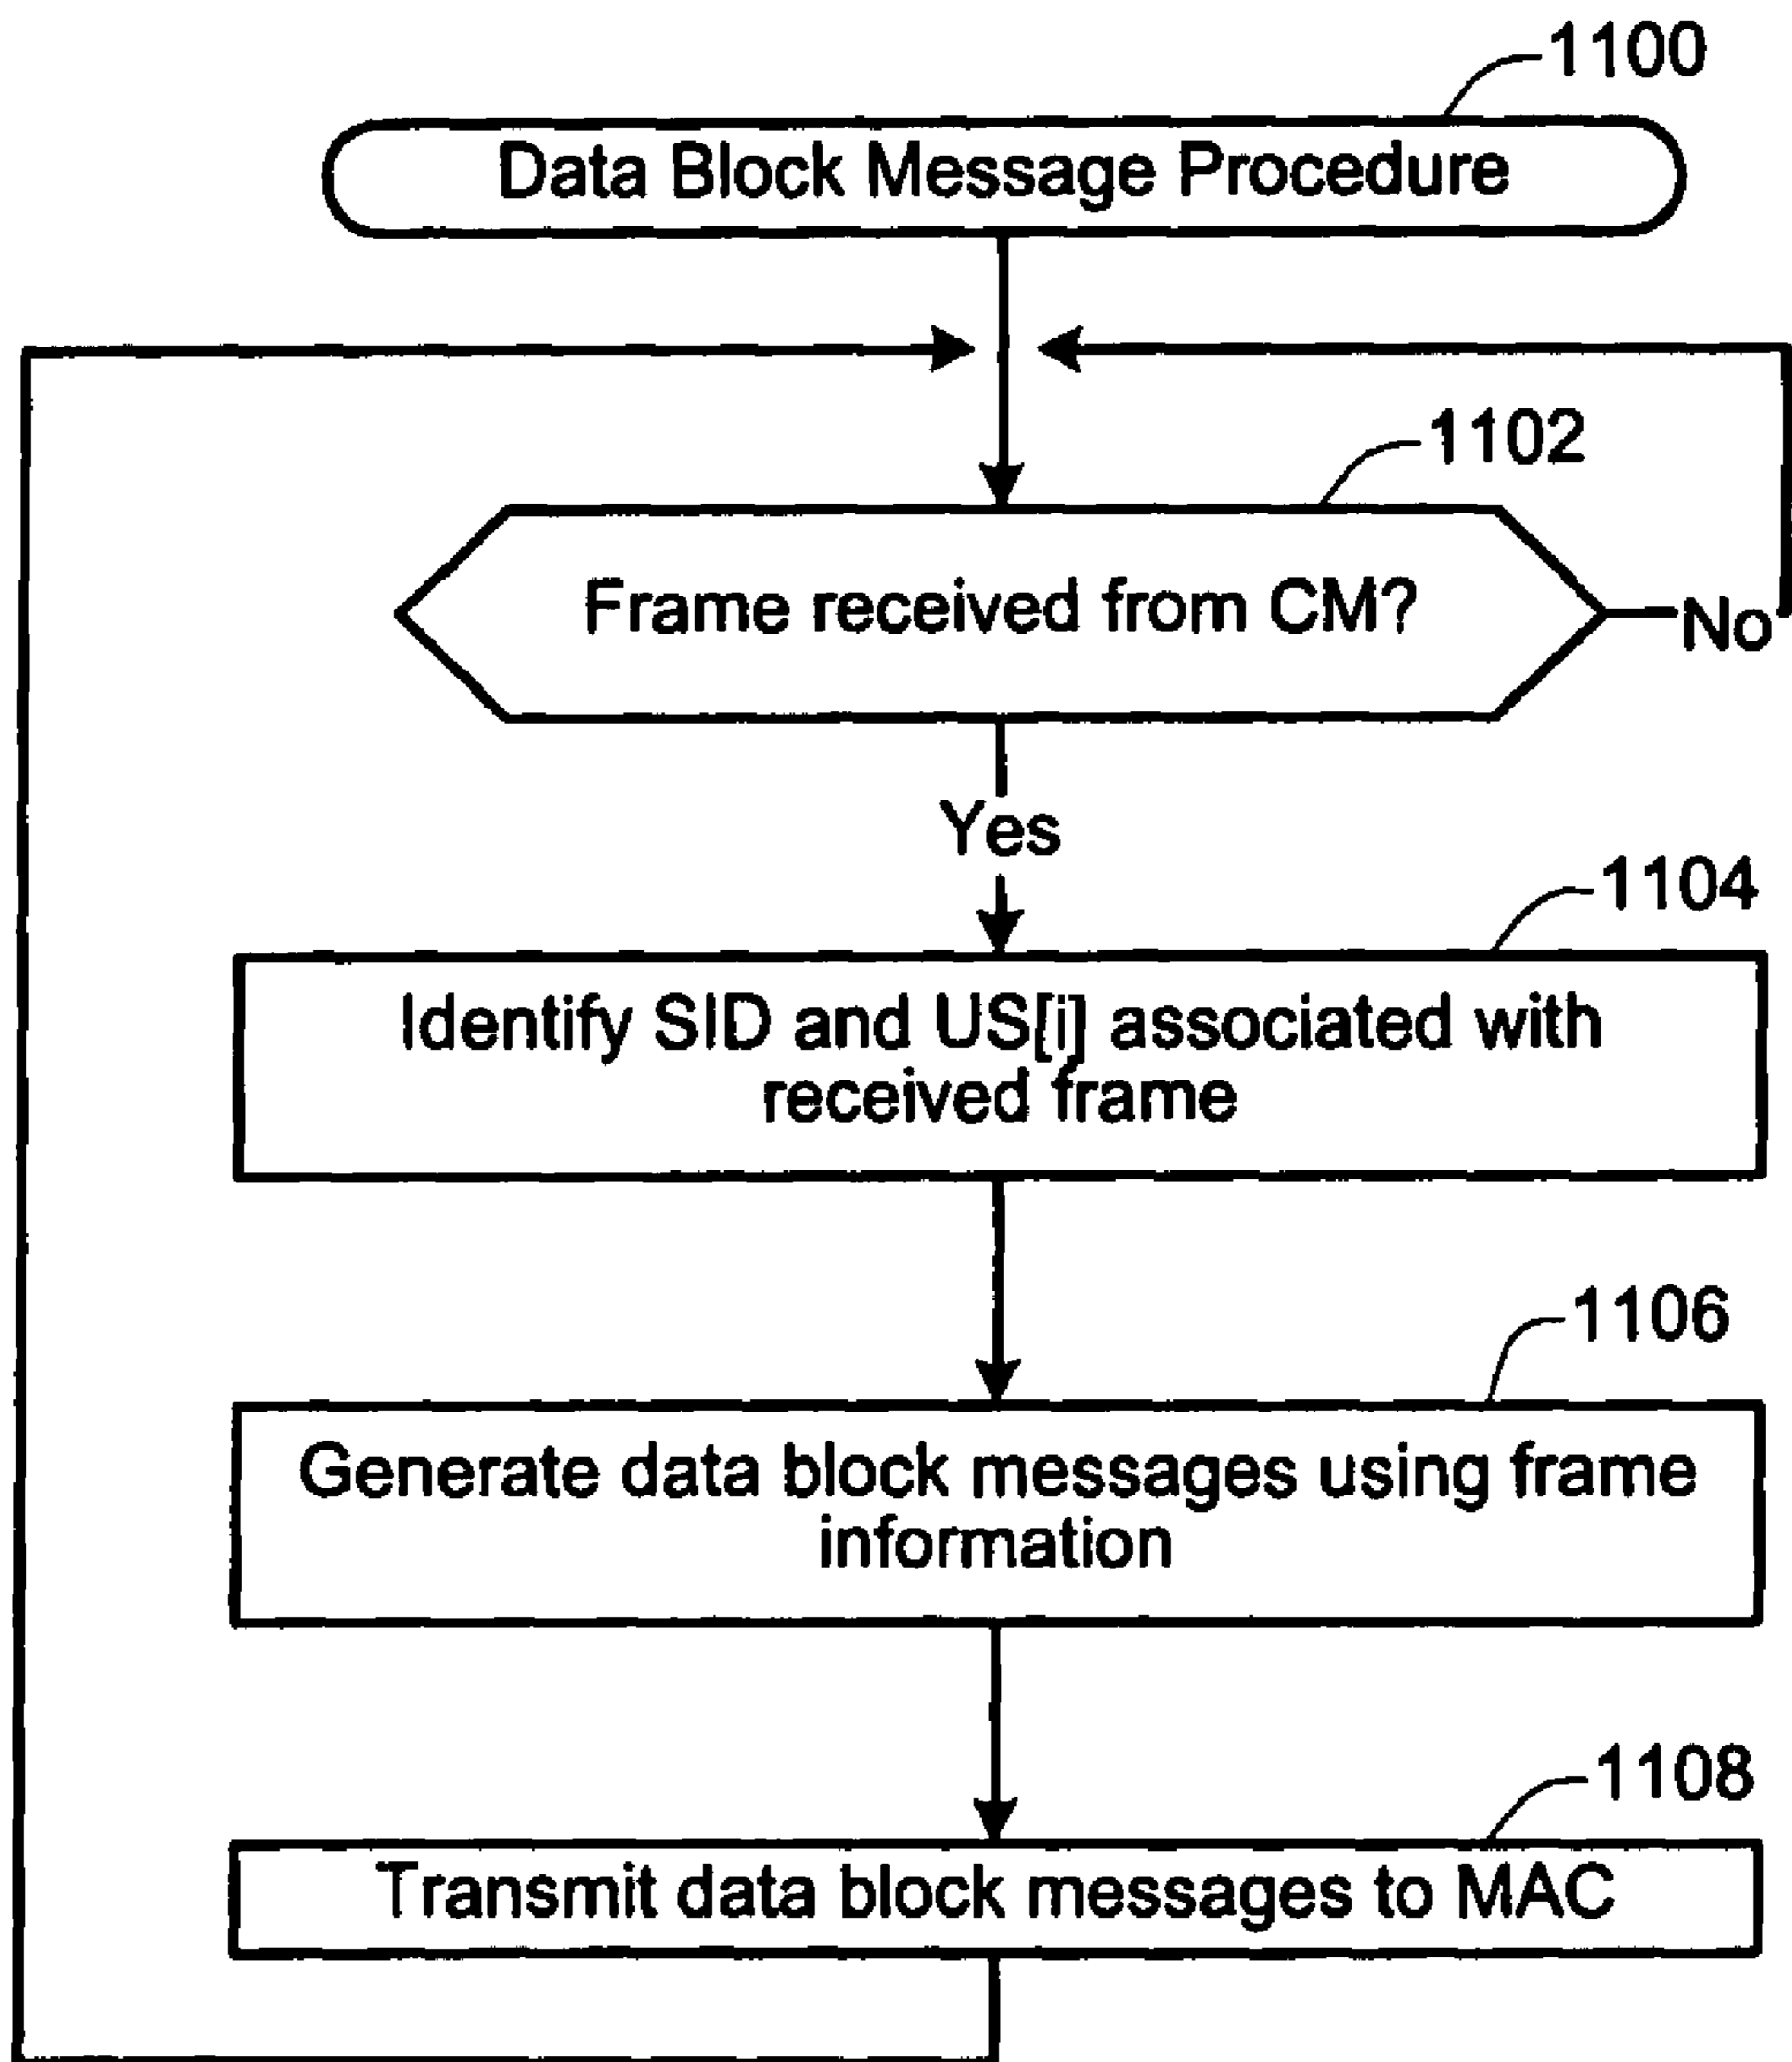 1100
Data Block Message Procedure
1102
Frame received from CM?
No
Yes
1104
Identify SID and US[i] associated with
received frame
1106
Generate data block messages using frame
information
1108
Transmit data block messages to MAC